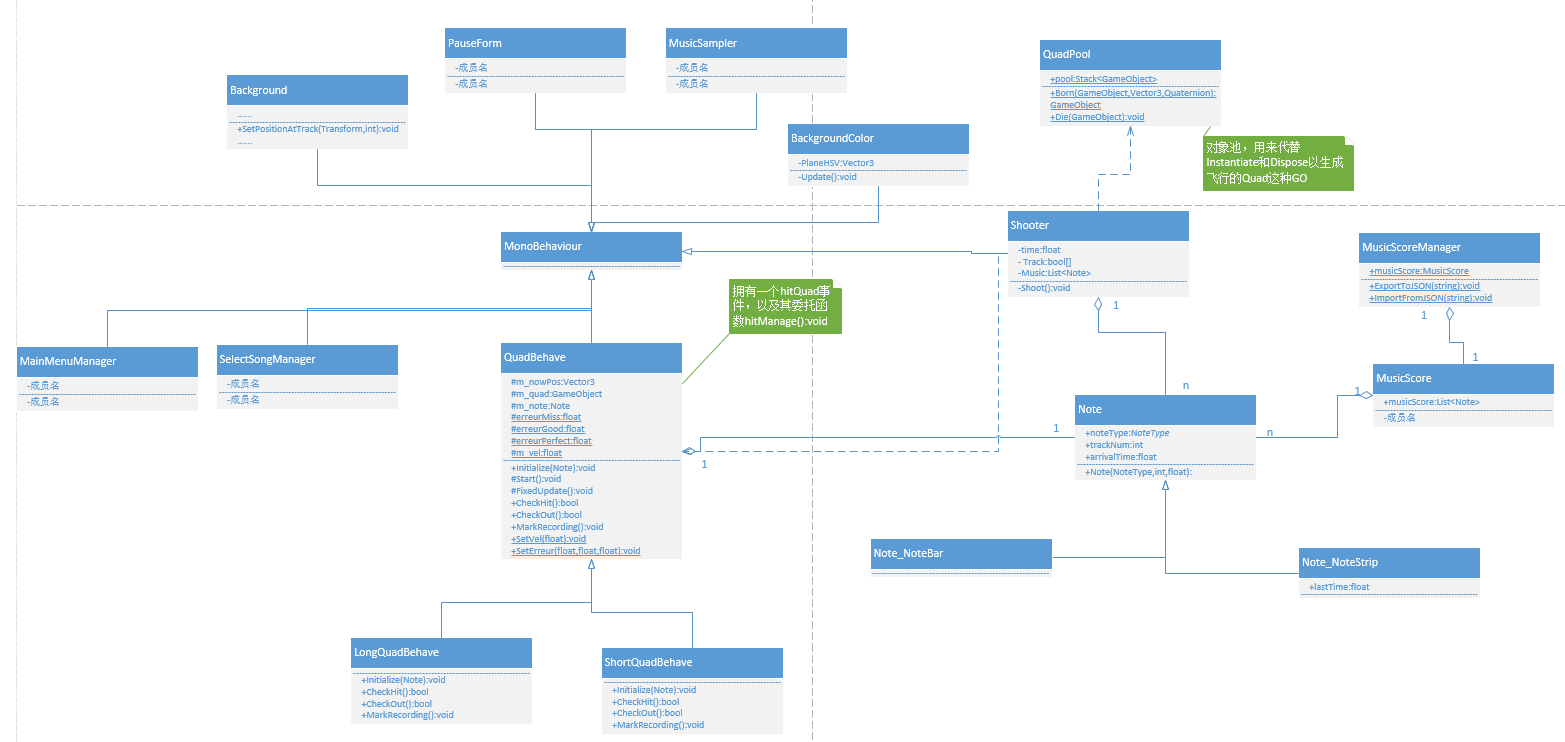 PauseForm
-成员名
-成员名
MusicSampler
-成员名
-成员名
QuadPool
+pool:Stack<GameObject>
+Born(GameObject,Vector3,Quaternion):
GameObject
+Die(GameObject):void
Background
......
+SetPositionAtTrack(Transform,int):void
......
BackgroundColor
-PlaneHSV:Vector3
-Update():void
对象池，用来代替
Instantiate和Dispose以生成
飞行的Quad这种GO
MonoBehaviour
Shooter
-time:float
- Track:bool[]
-Music:List<Note>
-Shoot():void
1
MusicScoreManager
+musicScore:MusicScore
+ExportToJSON(string):void
+ImportFromJSON(string):void
1
1
拥有一个hitQuad事
件，以及其委托函
数hitManage():void
MainMenuManager
-成员名
-成员名
SelectSongManager
-成员名
-成员名
QuadBehave
#m_nowPos:Vector3
#m_quad:GameObject
#m_note:Note
#erreurMiss:float
#erreurGood:float
#erreurPerfect:float
#m_vel:float
+Initialize(Note):void
#Start():void
#FixedUpdate():void
+CheckHit():bool
+CheckOut():bool
+MarkRecording():void
+SetVel(float):void
+SetErreur(float,float,float):void
1
1
n
Note
+noteType:NoteType
+trackNum:int
+arrivalTime:float
+Note(NoteType,int,float):
n
1
MusicScore
+musicScore:List<Note>
-成员名
Note_NoteBar
Note_NoteStrip
+lastTime:float
LongQuadBehave
+Initialize(Note):void
+CheckHit():bool
+CheckOut():bool
+MarkRecording():void
ShortQuadBehave
+Initialize(Note):void
+CheckHit():bool
+CheckOut():bool
+MarkRecording():void